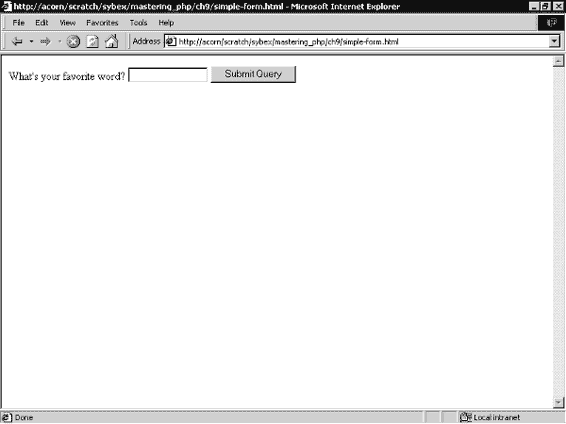 http://acorn/scratch/sybex/mastering_php/ch9/simple-form.html - Microsoft Internet Explorer
File Edit View Favorites Tools Help
Address http://acorn/scratch/sybex/mastering_php/ch9/simple-form.html
What's your favorite word? Submit Query
Done Local intranet